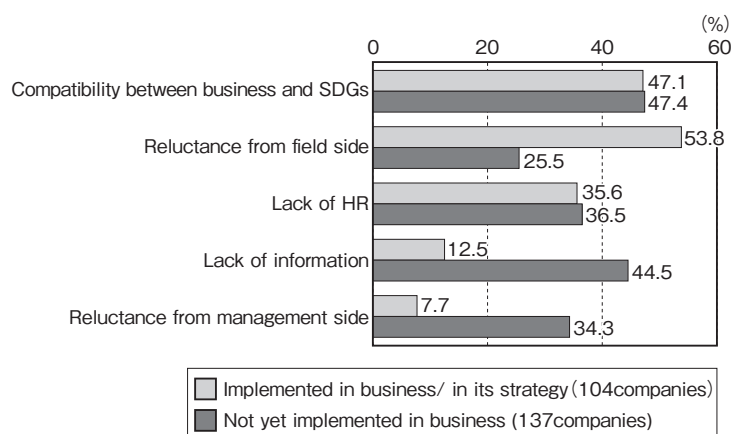 (%)
0 20 40 60
Compatibility between business and SDGs 47.1
47.4
Reluctance from field side 53.8
25.5
Lack of HR 35.6
36.5
Lack of information 12.5
44.5
Reluctance from management side 7.7
34.3
Implemented in business/ in its strategy (104companies)
Not yet implemented in business (137companies)